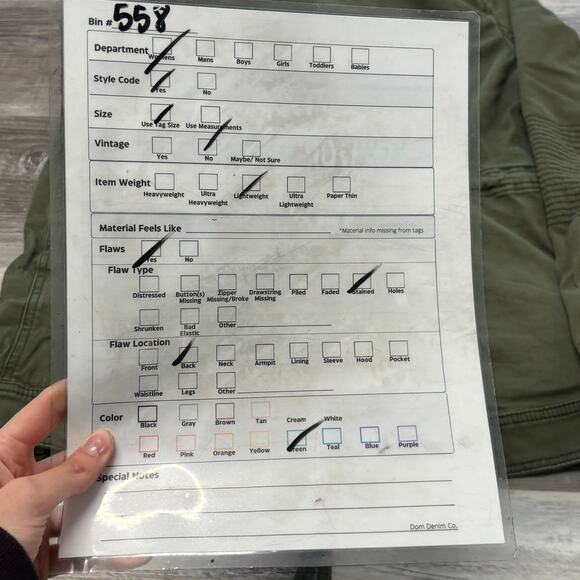 Bin # 558
Department Womens Mens Boys Girls Toddlers Babies
Style Code Yes No
Size Use Tag Size Use Measurments
Vintage Yes No Maybe/ Not Sure
Item Weight Heavyweight Ultra Heavyweight Lightweight Ultra Lightweight Paper Thin
Material Feels Like *Material info missing from tags
Flaws Yes No
Flaw Type
Distressed Button(s) Missing Zipper Missing/Broke Drawstring Missing Piled Faded Stained Holes
Shrunken Bad Elastic Other
Flaw Location
Front Back Neck Armpit Lining Sleeve Hood Pocket
Waistline Legs Other
Color Black Gray Brown Tan Cream White
Red Pink Orange Yellow Green Teal Blue Purple
Special Notes
Dom Denim Co.